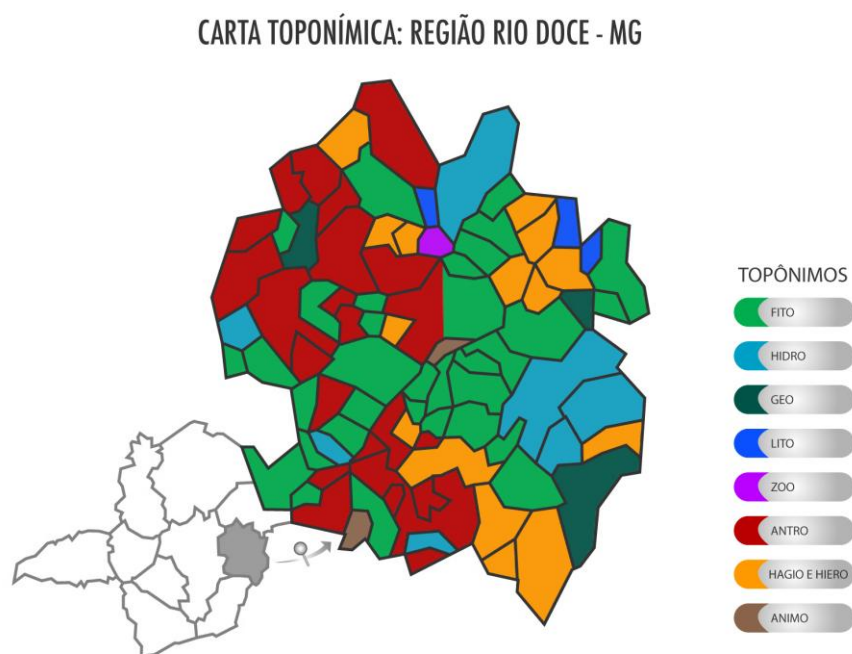 CARTA TOPONÍMICA: REGIÃO RIO DOCE - MG
TOPÔNIMOS
FITO
HIDRO
GEO
LITO
ZOO
ANTRO
HAGIO E HIERO
ANIMO